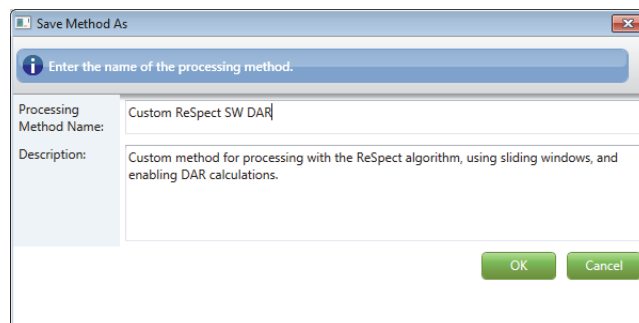 Save Method As
Enter the name of the processing method.
Processing
Method Name:
Custom ReSpect SW DAR
Description:
Custom method for processing with the ReSpect algorithm, using sliding windows, and
enabling DAR calculations.
OK
Cancel